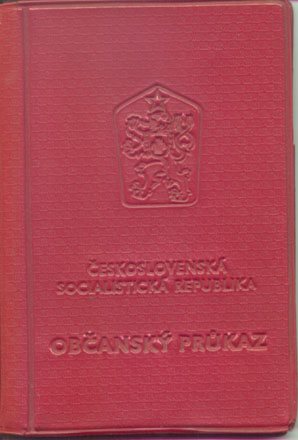 ČESKOSLOVENSKÁ
SOCIALISTICKÁ REPUBLIKA
OBČANSKÝ PRŮKAZ